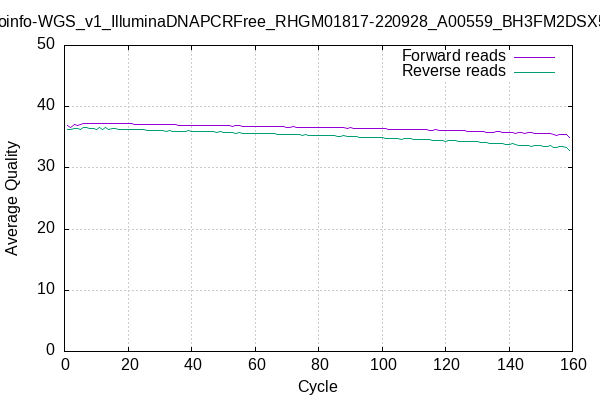 oinfo-WGS_v1_IlluminaDNAPCRFree_RHGM01817-220928_A00559_BH3FM2DSX5
Forward reads
Reverse reads
50
40
30
20
10
0
Average Quality
0 20 40 60 80 100 120 140 160
Cycle